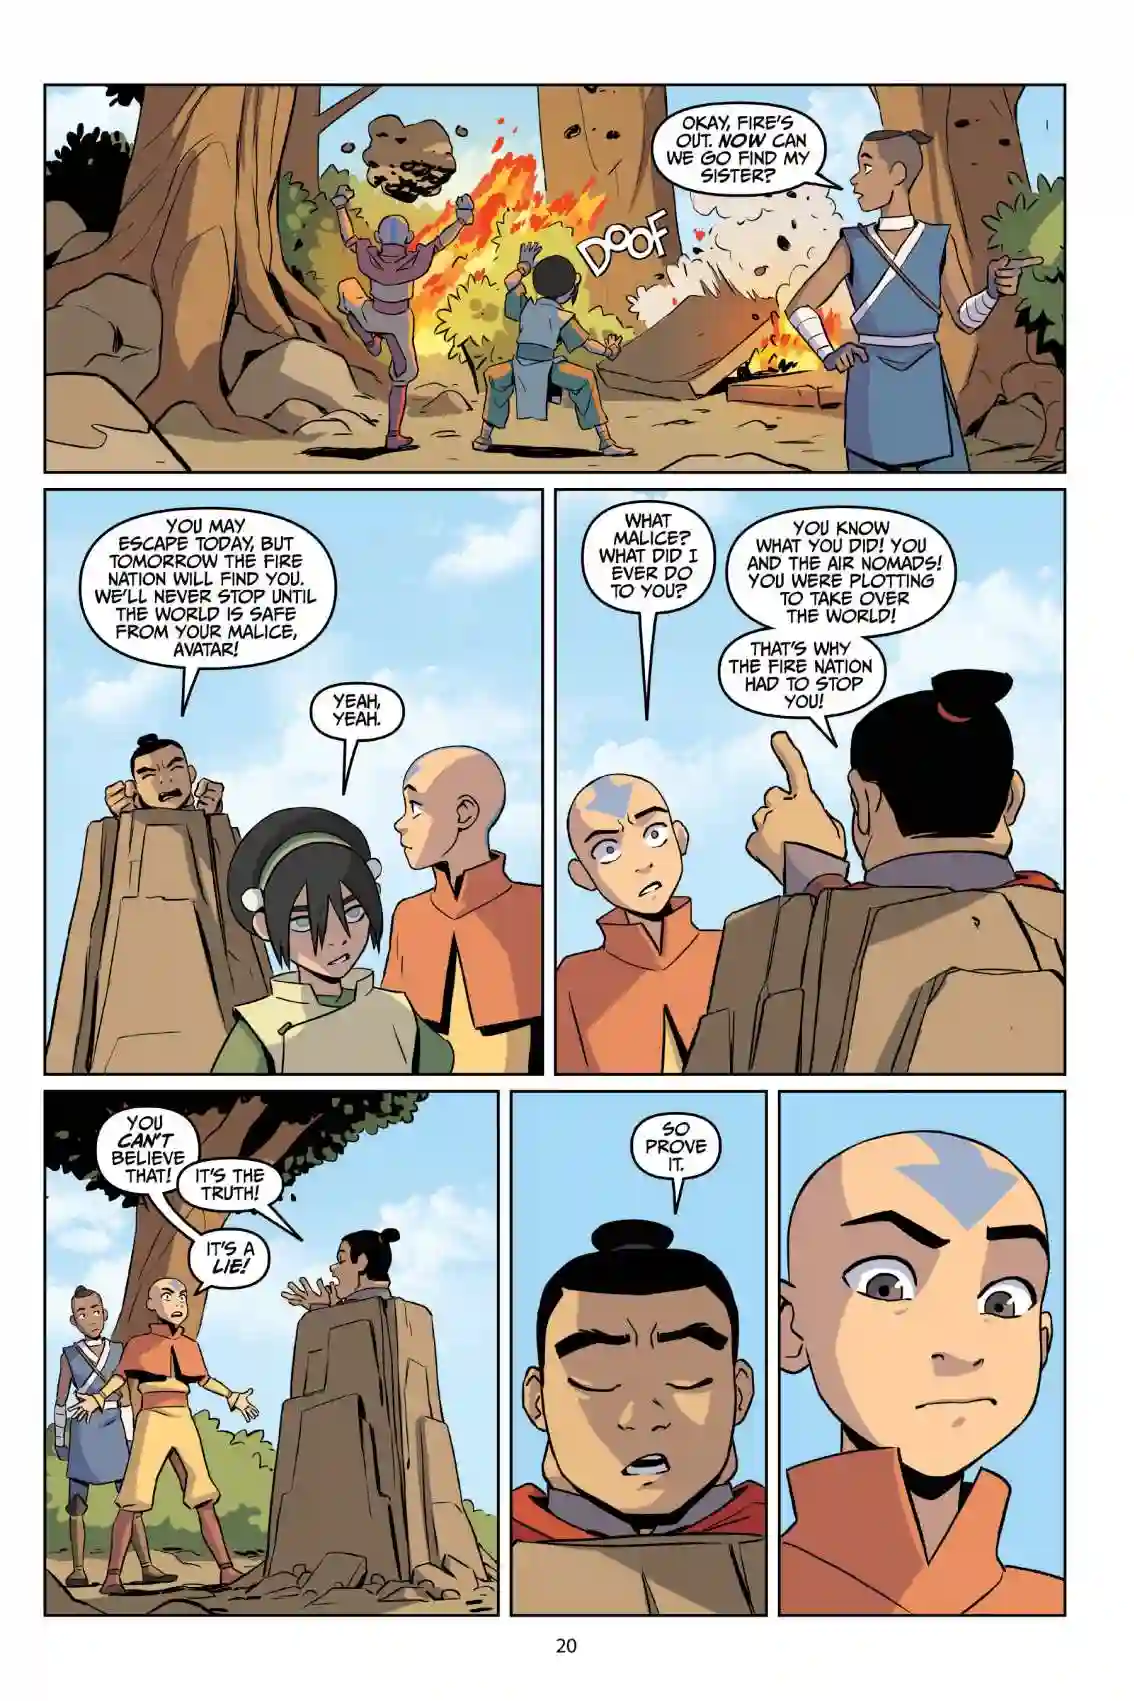 OKAY, FIRE'S
OUT. NOW CAN
WE GO FIND MY
SISTER?
DOOF
YOU MAY
ESCAPE TODAY, BUT
TOMORROW THE FIRE
NATION WILL FIND YOU.
WE'LL NEVER STOP UNTIL
THE WORLD IS SAFE
FROM YOUR MALICE,
AVATAR!
YEAH,
YEAH.
WHAT
MALICE?
WHAT DID I
EVER DO
TO YOU?
YOU KNOW
WHAT YOU DID! YOU
AND THE AIR NOMADS!
YOU WERE PLOTTING
TO TAKE OVER
THE WORLD!
THAT'S WHY
THE FIRE NATION
HAD TO STOP
YOU!
YOU
CAN'T
BELIEVE
THAT!
IT'S THE
TRUTH!
IT'S A
LIE!
SO
PROVE
IT.
20